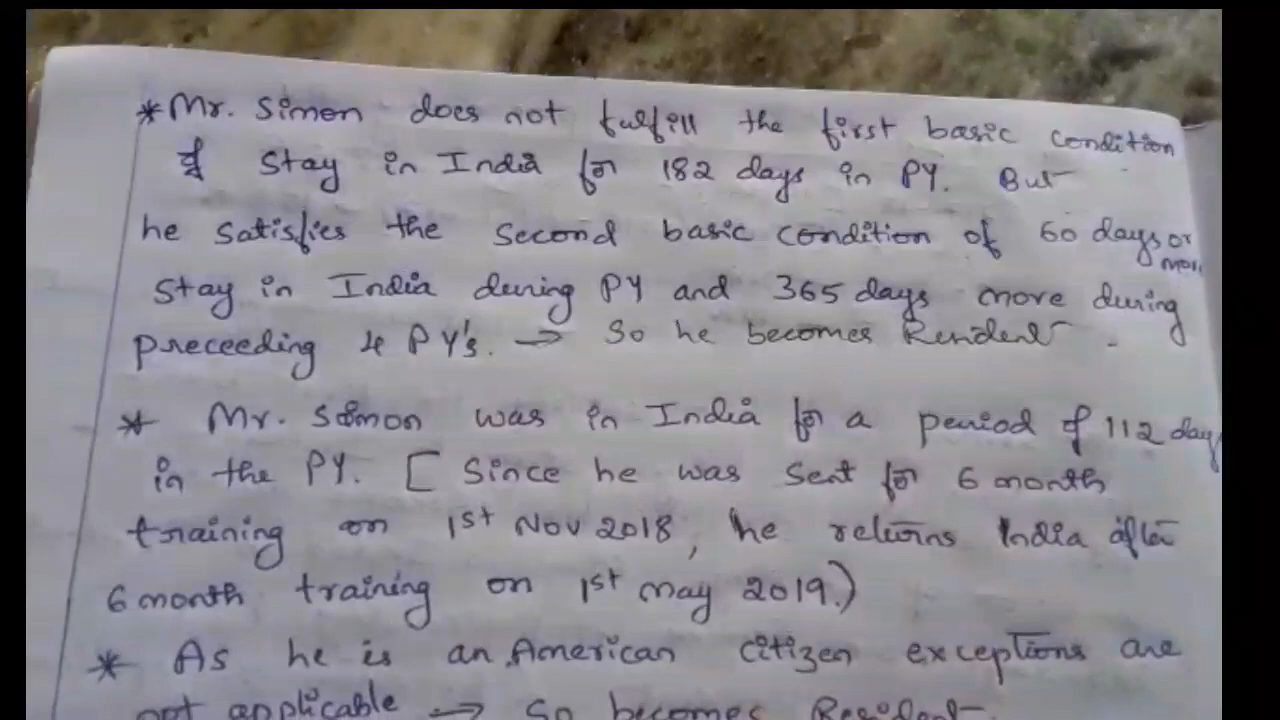 * Mr. Simon does not fulfill the first basic condition
of stay in India for 182 days in PY. But
he satisfies the second basic condition of 60 days or more
stay in India during PY and 365 days more during
preceeding 4 PY's. → So he becomes Resident.
* Mr. Simon was in India for a period of 112 days
in the PY. [ Since he was sent for 6 month
training on 1st Nov 2018, he returns India after
6 month training on 1st may 2019.)
* As he is an American citizen exceptions are
not applicable → So becomes Resident.